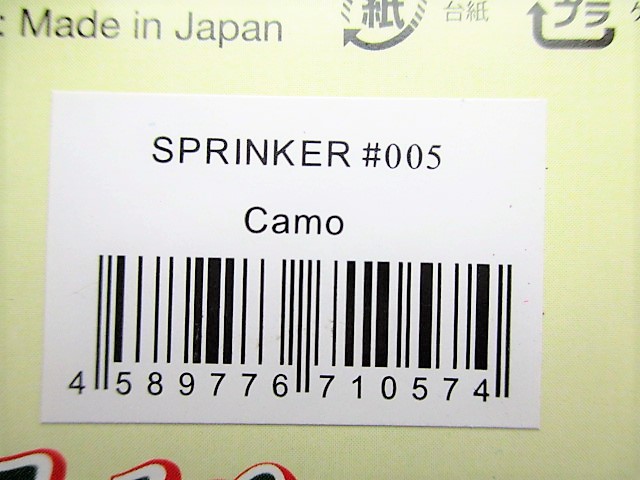 : Made in Japan
紙
台紙
プラ
SPRINKER #005
Camo
4 589776 710574